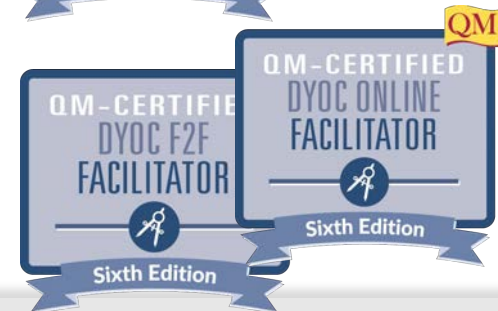 QM
QM-CERTIFIED
DYOC ONLINE
FACILITATOR
Sixth Edition
QM-CERTIFIE
DYOC F2F
FACILITATOR
Sixth Edition